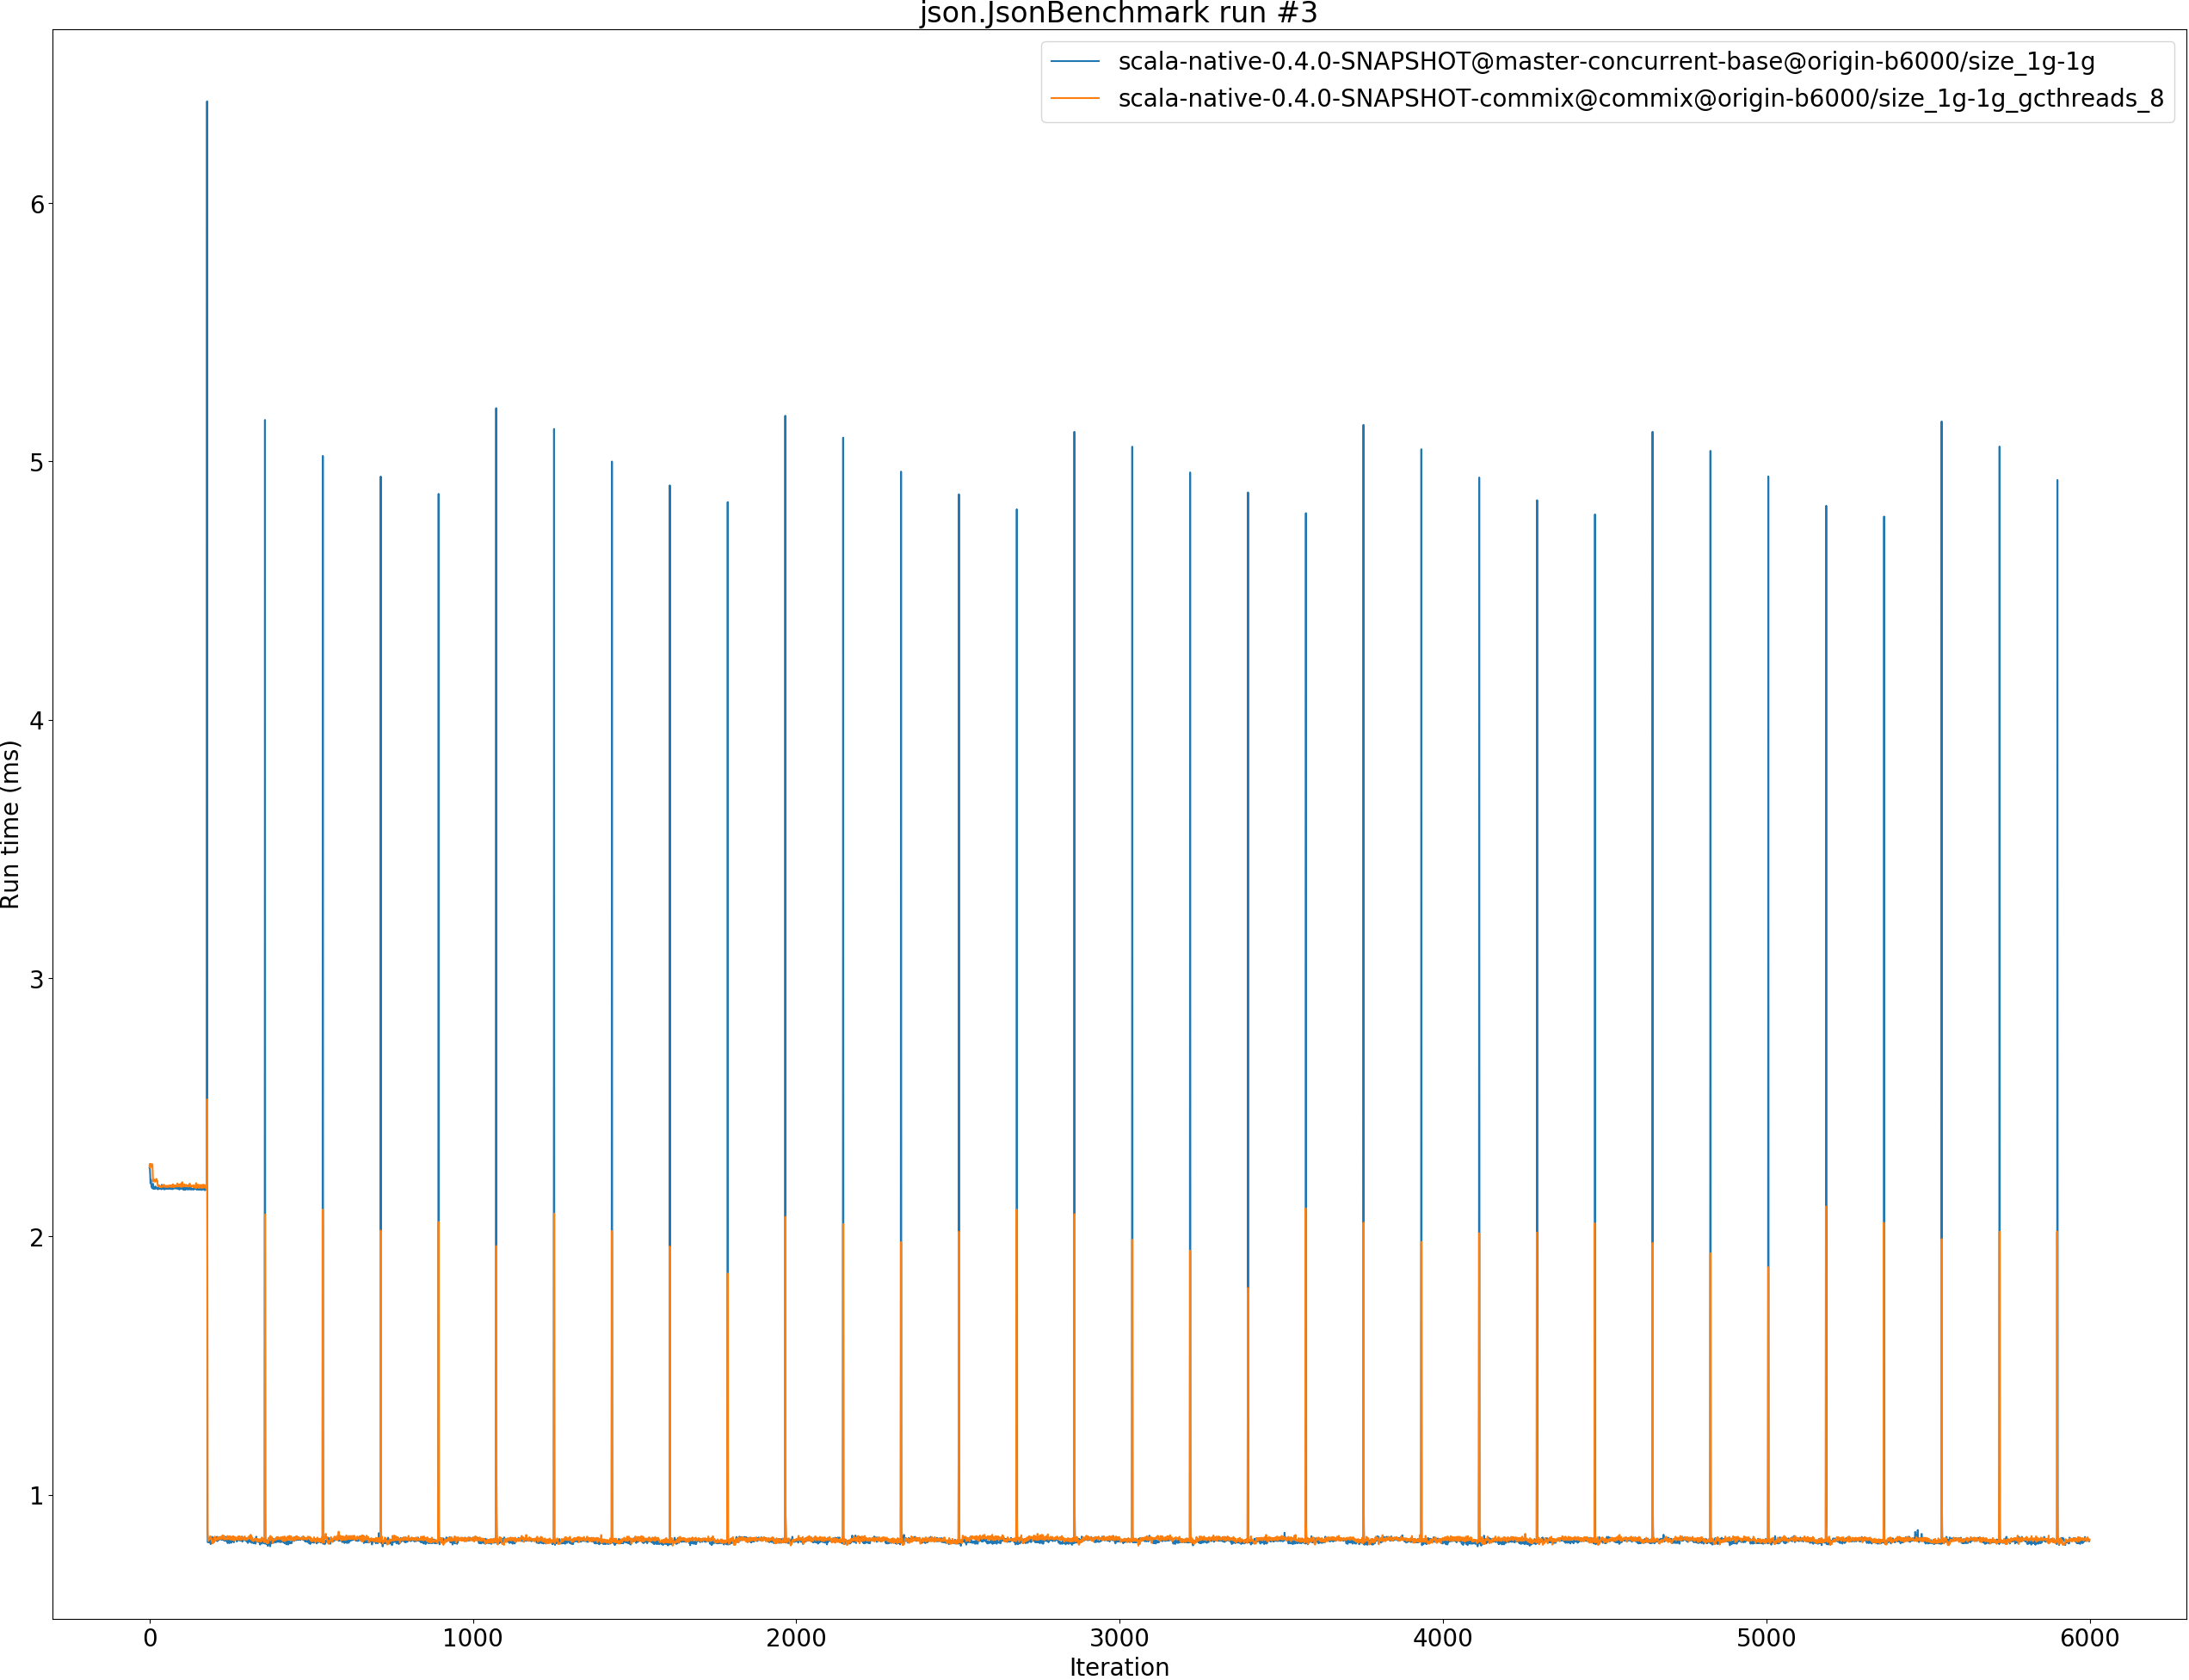 json.JsonBenchmark run #3
scala-native-0.4.0-SNAPSHOT@master-concurrent-base@origin-b6000/size_1g-1g
scala-native-0.4.0-SNAPSHOT-commix@commix@origin-b6000/size_1g-1g_gcthreads_8
Run time (ms)
6
5
4
3
2
1
0 1000 2000 3000 4000 5000 6000
Iteration